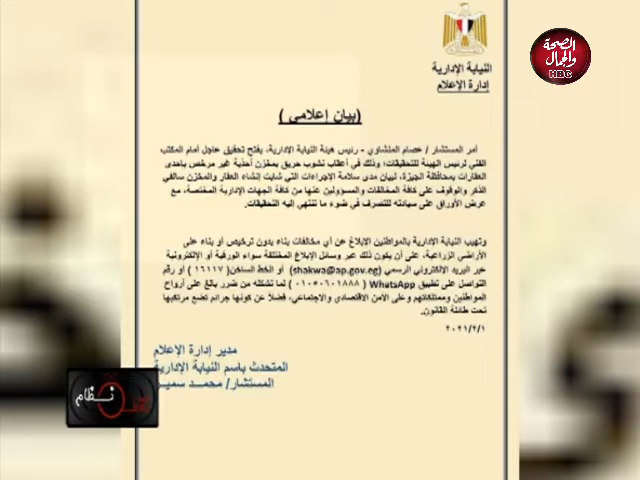 الصحة
والجمال
HBC
النيابة الإدارية
إدارة الإعلام
(بيان إعلامى )
أمر المستشار / عصام المنشاوي - رئيس هيئة النيابة الإدارية، بفتح تحقيق عاجل أمام المكتب
الفني لرئيس الهيئة للتحقيقات؛ وذلك في أعقاب نشوب حريق بمخزن أحذية غير مرخص بإحدى
العقارات بمحافظة الجيزة، لبيان مدى سلامة الإجراءات التي شابت إنشاء العقار والمخزن سالفي
الذكر والوقوف على كافة المخالفات والمسؤولين عنها من كافة الجهات الإدارية المختصة، مع
عرض الأوراق على سيادته للتصرف في ضوء ما تنتهي إليه التحقيقات.
وتهيب النيابة الإدارية بالمواطنين الإبلاغ عن أي مخالفات بناء بدون ترخيص أو بناء على
الأراضي الزراعية، على أن يكون ذلك عبر وسائل الإبلاغ المختلفة سواء الورقية أو الإلكترونية
عبر البريد الالكتروني الرسمي (shakwa@ap.gov.eg) أو الخط الساخن( ١٦١١٧ ) أو رقم
التواصل على تطبيق WhatsApp ( ٠١٠٥٠٦٠١٨٨٨ ) لما تشكله من ضرر بالغ على أرواح
المواطنين وممتلكاتهم وعلى الامن الاقتصادي والاجتماعي، فضلاً عن كونها جرائم تضع مرتكبها
تحت طائلة القانون.
٢٠٢١/٢/١
مدير إدارة الإعلام
المتحدث باسم النيابة الإدارية
المستشار/ محمـــد سميـر
نظام